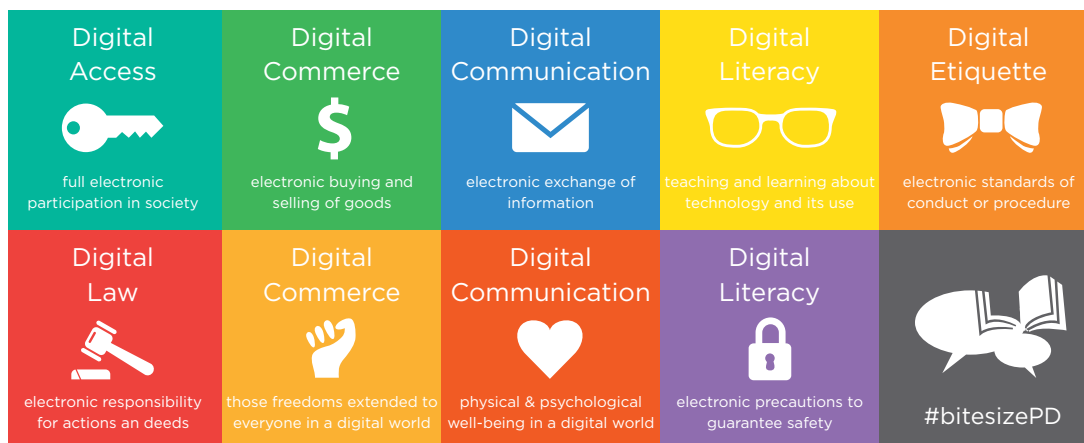 Digital
Access
full electronic
participation in society
Digital
Commerce
$
electronic buying and
selling of goods
Digital
Communication
electronic exchange of
information
Digital
Literacy
teaching and learning about
technology and its use
Digital
Etiquette
electronic standards of
conduct or procedure
Digital
Law
electronic responsibility
for actions an deeds
Digital
Commerce
those freedoms extended to
everyone in a digital world
Digital
Communication
physical & psychological
well-being in a digital world
Digital
Literacy
electronic precautions to
guarantee safety
#bitesizePD